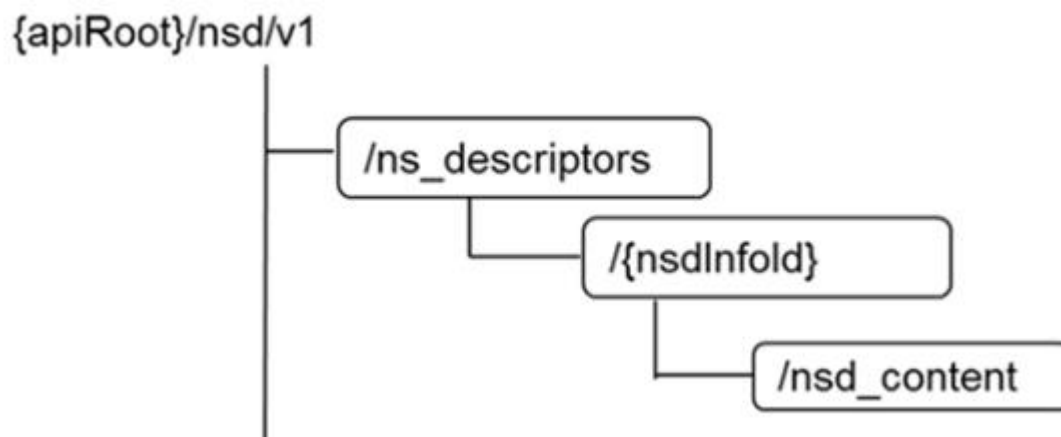 {apiRoot}/nsd/v1
/ns_descriptors
/{nsdInfoId}
/nsd_content